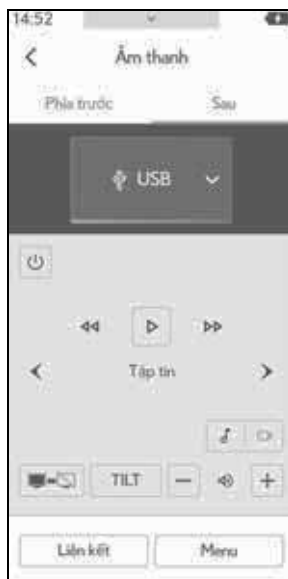 14:52
Âm thanh
Phía trước Sau
USB
Tập tin
TILT
Liên kết Menu